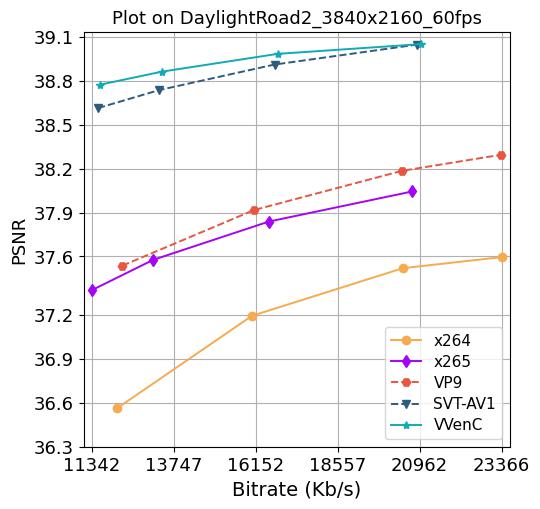 Plot on DaylightRoad2_3840x2160_60fps
39.1
38.8
38.5
38.2
37.9
37.6
37.2
36.9
36.6
36.3
PSNR
x264
x265
VP9
SVT-AV1
VVenC
11342 13747 16152 18557 20962 23366
Bitrate (Kb/s)